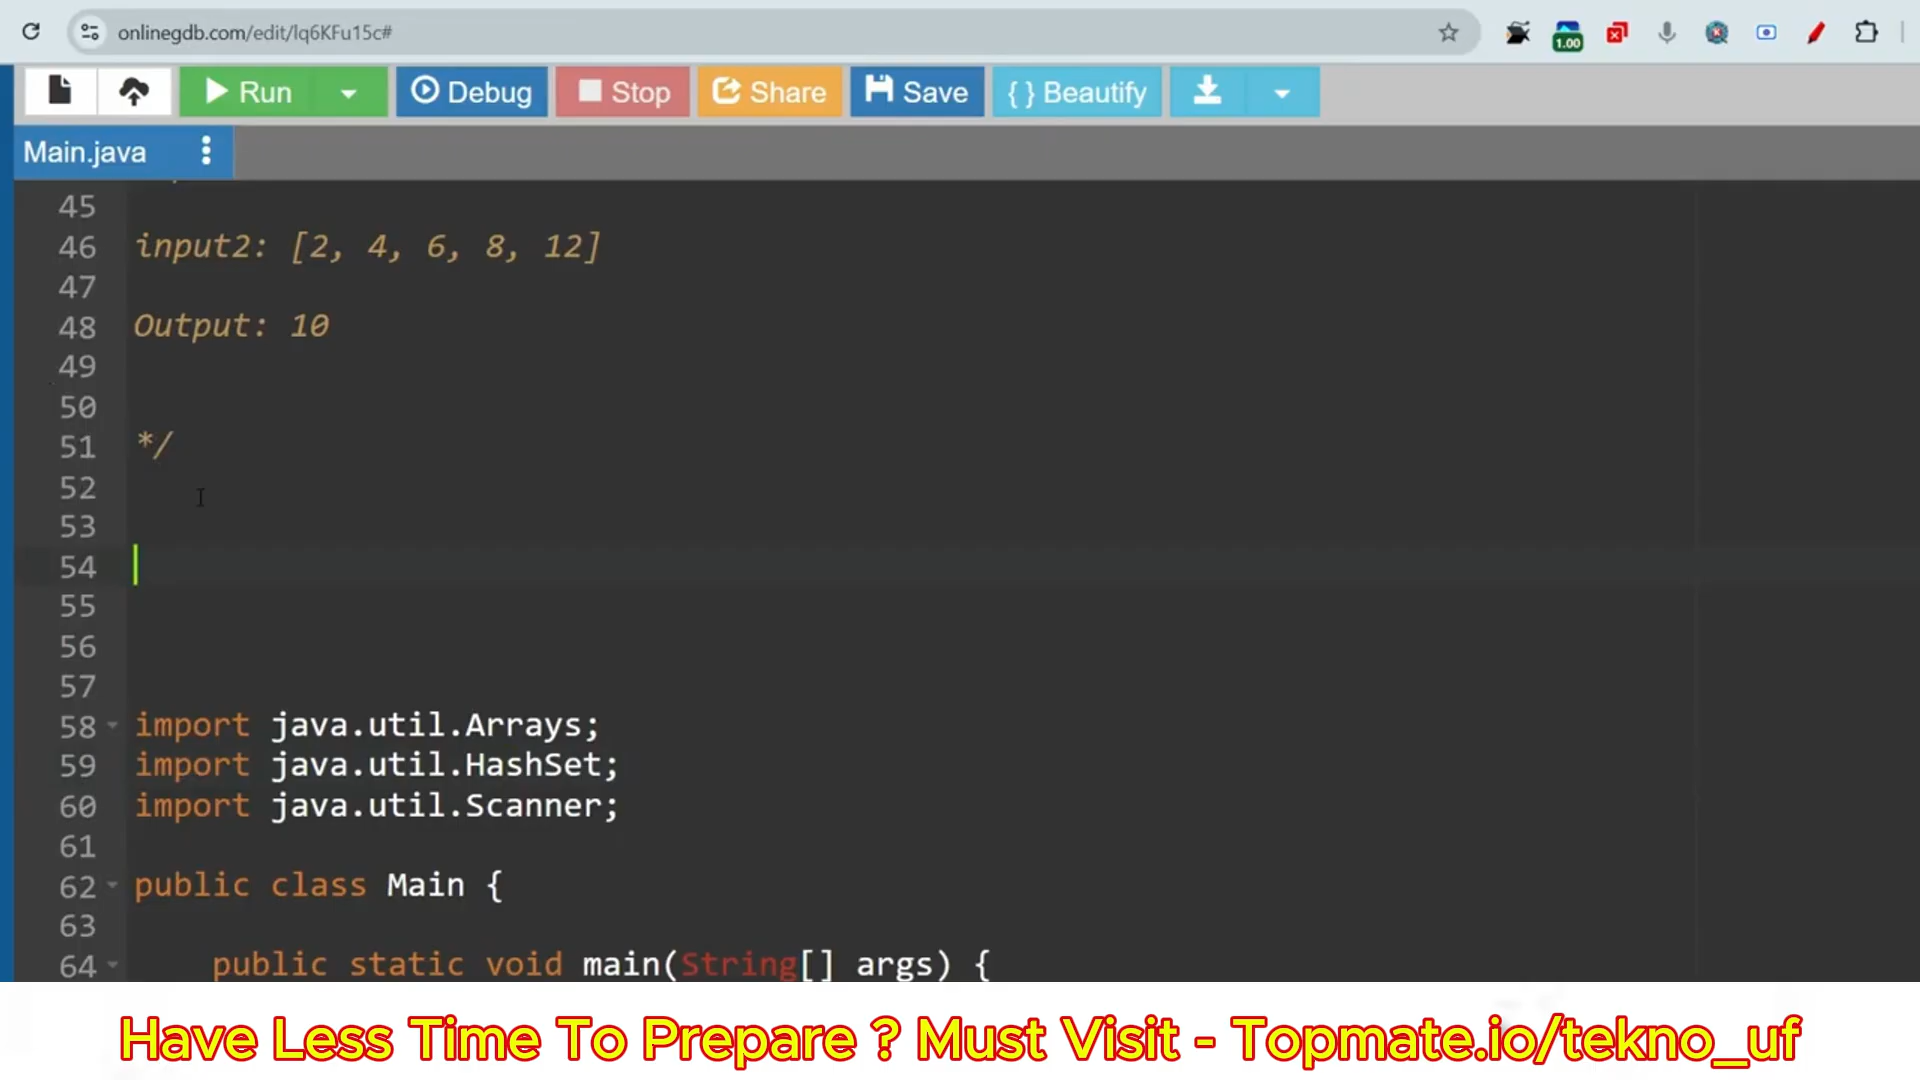 onlinegdb.com/edit/lq6KFu15c#
1.00
Run
Debug
Stop
Share
Save
{ } Beautify
Main.java
45
46 input2: [2, 4, 6, 8, 12]
47
48 Output: 10
49
50
51 */
52
53
54
55
56
57
58 import java.util.Arrays;
59 import java.util.HashSet;
60 import java.util.Scanner;
61
62 public class Main {
63
64 public static void main(String[] args) {
Have Less Time To Prepare ? Must Visit - Topmate.io/tekno_uf